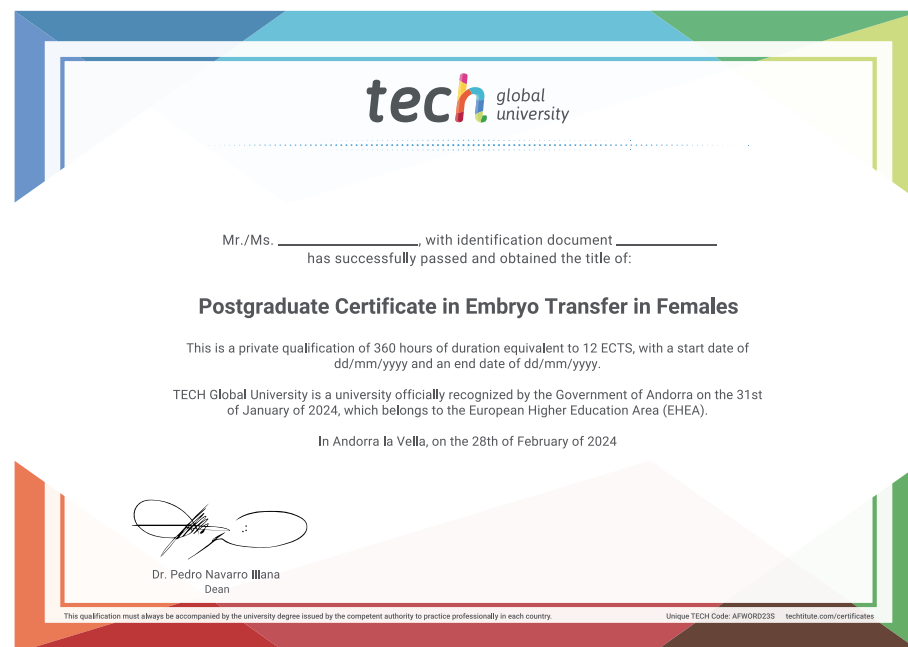 tech global university
Mr./Ms. ____________________, with identification document ______________
has successfully passed and obtained the title of:
Postgraduate Certificate in Embryo Transfer in Females
This is a private qualification of 360 hours of duration equivalent to 12 ECTS, with a start date of
dd/mm/yyyy and an end date of dd/mm/yyyy.
TECH Global University is a university officially recognized by the Government of Andorra on the 31st
of January of 2024, which belongs to the European Higher Education Area (EHEA).
In Andorra la Vella, on the 28th of February of 2024
Dr. Pedro Navarro Illana
Dean
This qualification must always be accompanied by the university degree issued by the competent authority to practice professionally in each country.
Unique TECH Code: AFWORD23S techtitute.com/certificates